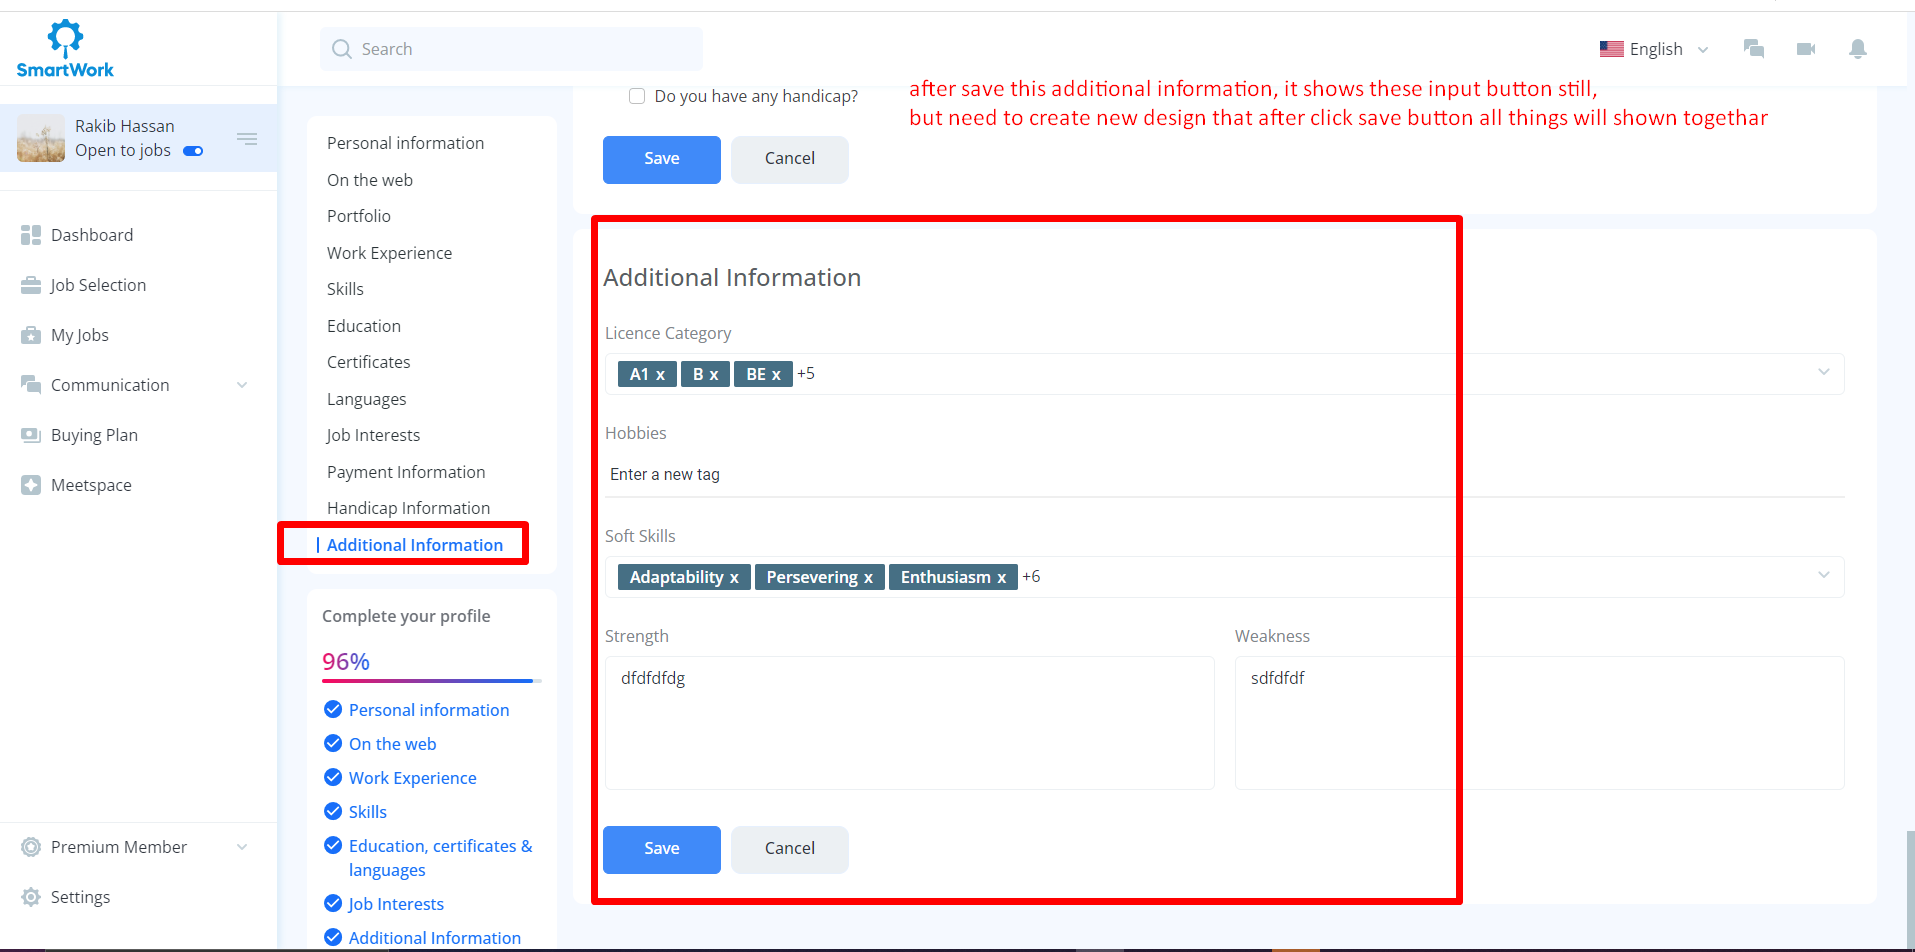 SmartWork
Search
English
Rakib Hassan
Open to jobs
Dashboard
Job Selection
My Jobs
Communication
Buying Plan
Meetspace
Premium Member
Settings
Personal information
On the web
Portfolio
Work Experience
Skills
Education
Certificates
Languages
Job Interests
Payment Information
Handicap Information
Additional Information
Complete your profile
96%
Personal information
On the web
Work Experience
Skills
Education, certificates &
languages
Job Interests
Additional Information
Do you have any handicap?
after save this additional information, it shows these input button still,
but need to create new design that after click save button all things will shown togethar
Save Cancel
Additional Information
Licence Category
A1 x B x BE x +5
Hobbies
Enter a new tag
Soft Skills
Adaptability x Persevering x Enthusiasm x +6
Strength Weakness
dfdfdfdg sdfdfdf
Save Cancel